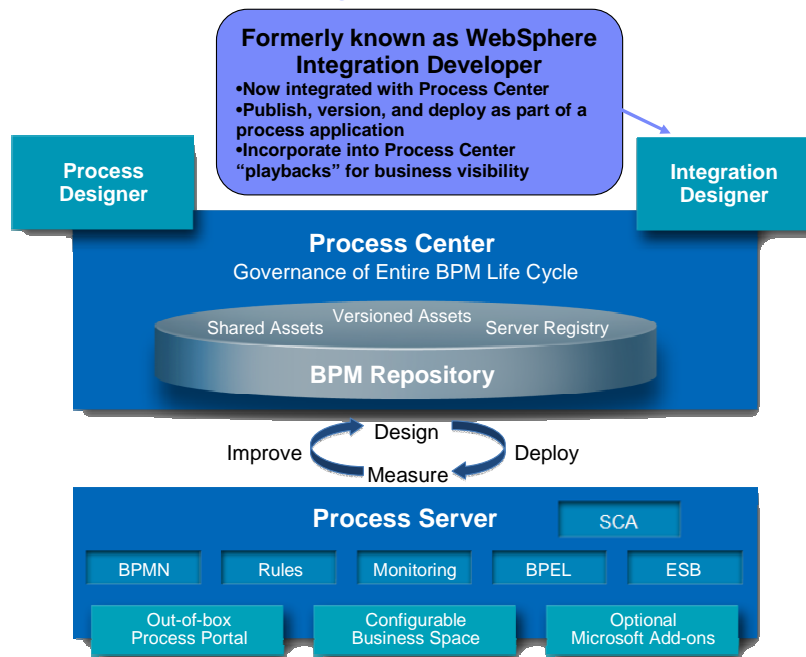 Formerly known as WebSphere
Integration Developer
•Now integrated with Process Center
•Publish, version, and deploy as part of a
process application
•Incorporate into Process Center
“playbacks” for business visibility
Process
Designer
Integration
Designer
Process Center
Governance of Entire BPM Life Cycle
Shared Assets
Versioned Assets
Server Registry
BPM Repository
Design
Improve
Deploy
Measure
Process Server
SCA
BPMN
Rules
Monitoring
BPEL
ESB
Out-of-box
Process Portal
Configurable
Business Space
Optional
Microsoft Add-ons